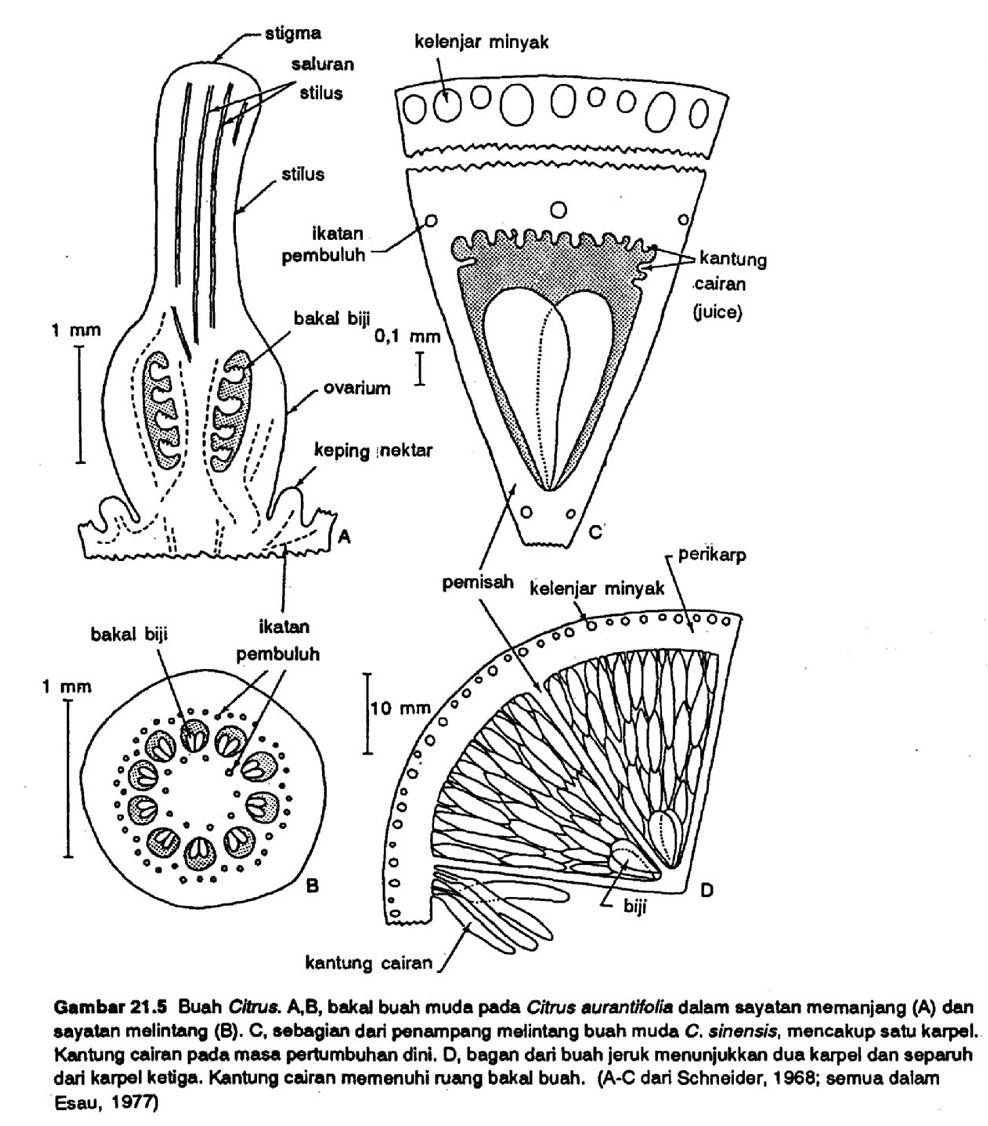 stigma
saluran
stilus
stilus
bakal biji
ovarium
keping nektar
1 mm
A
kelenjar minyak
ikatan
pembuluh
kantung
cairan
(juice)
0,1 mm
C
pemisah
perikarp
kelenjar minyak
bakal biji
ikatan
pembuluh
1 mm
B
10 mm
D
biji
kantung cairan
Gambar 21.5 Buah Citrus. A,B, bakal buah muda pada Citrus aurantifolia dalam sayatan memanjang (A) dan
sayatan melintang (B). C, sebagian dari penampang melintang buah muda C. sinensis, mencakup satu karpel.
Kantung cairan pada masa pertumbuhan dini. D, bagan dari buah jeruk menunjukkan dua karpel dan separuh
dari karpel ketiga. Kantung cairan memenuhi ruang bakal buah. (A-C dari Schneider, 1968; semua dalam
Esau, 1977)